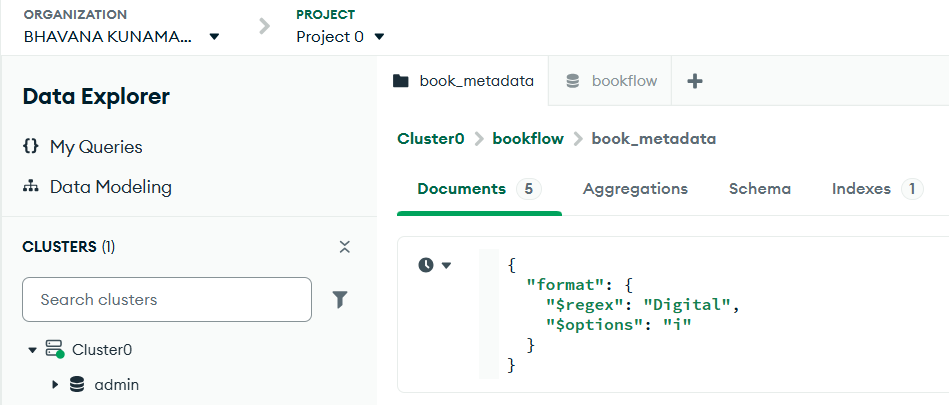 ORGANIZATION
BHAVANA KUNAMA...
PROJECT
Project 0
Data Explorer
My Queries
Data Modeling
CLUSTERS (1)
Search clusters
Cluster0
admin
book_metadata
bookflow
Cluster0 > bookflow > book_metadata
Documents 5
Aggregations
Schema
Indexes 1
{
"format": {
"$regex": "Digital",
"$options": "i"
}
}